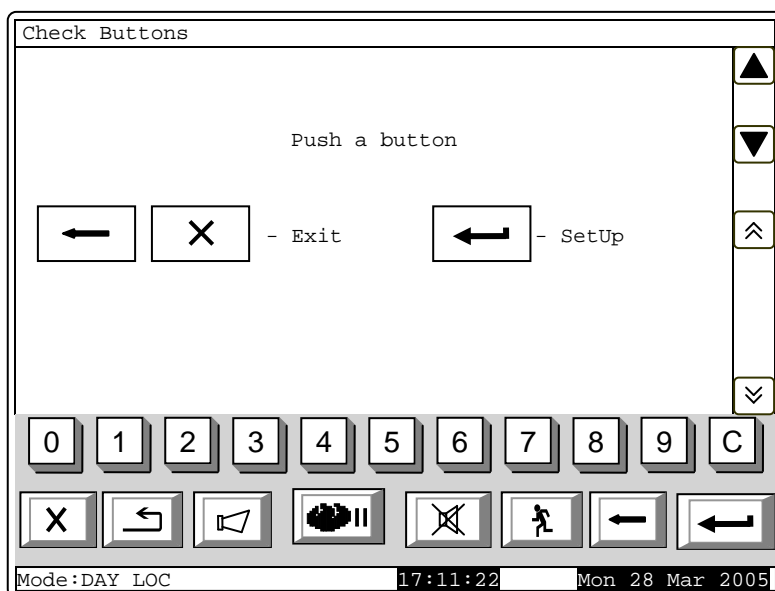 Check Buttons
Push a button
- Exit
- SetUp
0 1 2 3 4 5 6 7 8 9 C
Mode:DAY LOC 17:11:22 Mon 28 Mar 2005